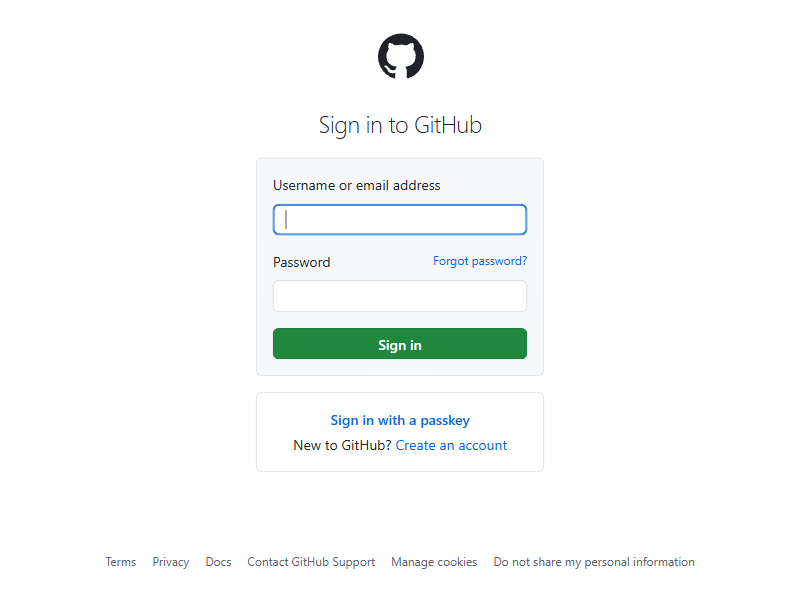 Sign in to GitHub
Username or email address
Password Forgot password?
Sign in
Sign in with a passkey
New to GitHub? Create an account
Terms Privacy Docs Contact GitHub Support Manage cookies Do not share my personal information